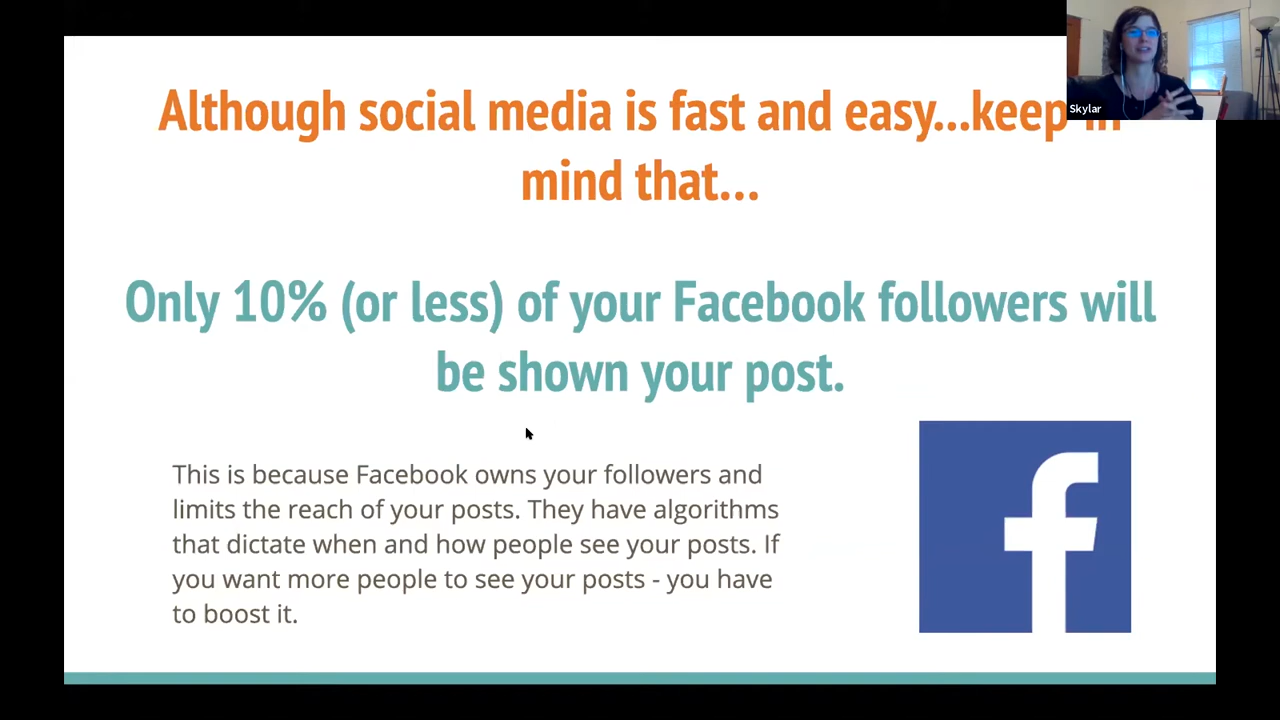 Although social media is fast and easy...keep in
mind that...
Skylar
Only 10% (or less) of your Facebook followers will
be shown your post.
This is because Facebook owns your followers and
limits the reach of your posts. They have algorithms
that dictate when and how people see your posts. If
you want more people to see your posts - you have
to boost it.